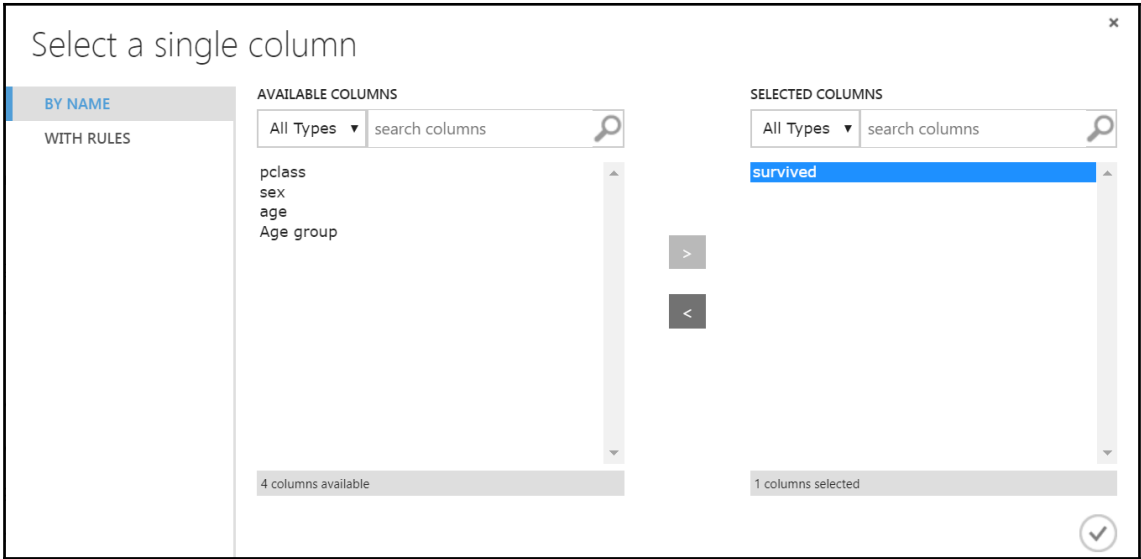 Select a single column
×
BY NAME
WITH RULES
AVAILABLE COLUMNS
All Types ▼ search columns
pclass
sex
age
Age group
4 columns available
>
<
SELECTED COLUMNS
All Types ▼ search columns
survived
1 columns selected